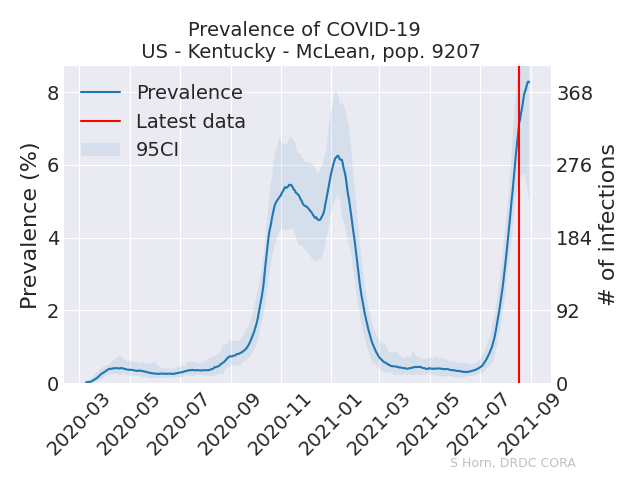 Prevalence of COVID-19
US - Kentucky - McLean, pop. 9207
Prevalence
Latest data
95CI
Prevalence (%)
8
6
4
2
0
368
276
184
92
0
# of infections
2020-03
2020-05
2020-07
2020-09
2020-11
2021-01
2021-03
2021-05
2021-07
2021-09
S Horn, DRDC CORA